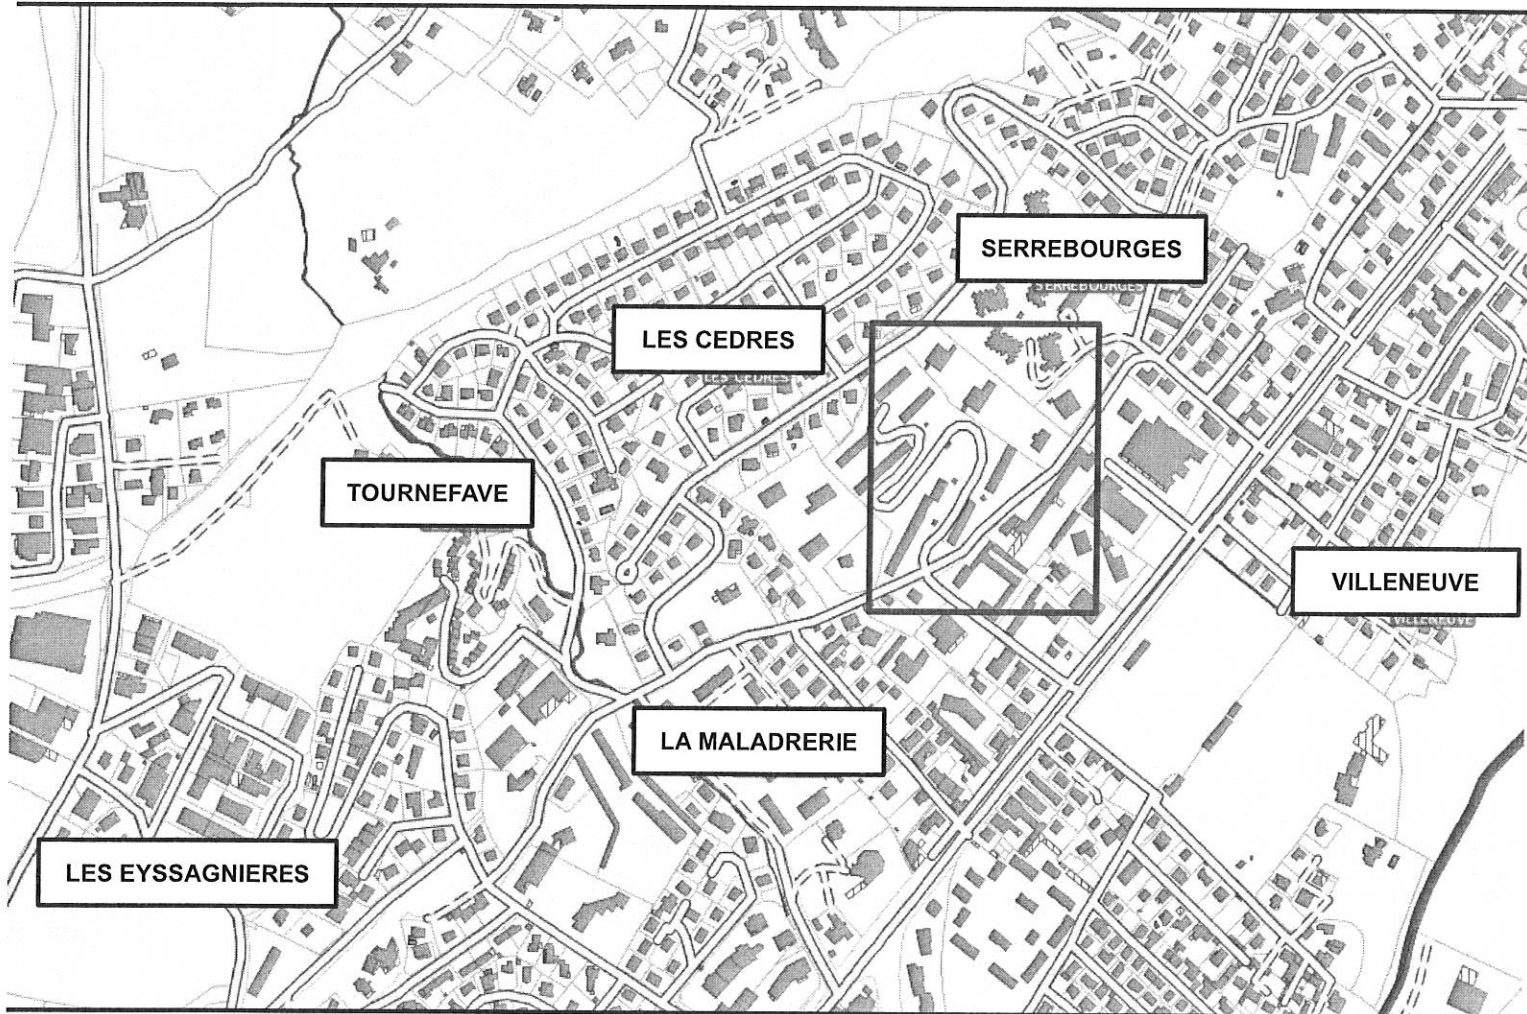 SERREBOURGES
SERREBOURGES
LES CEDRES
LES CEDRES
TOURNEFAVE
VILLENEUVE
VILLENEUVE
LA MALADRERIE
LES EYSSAGNIERES